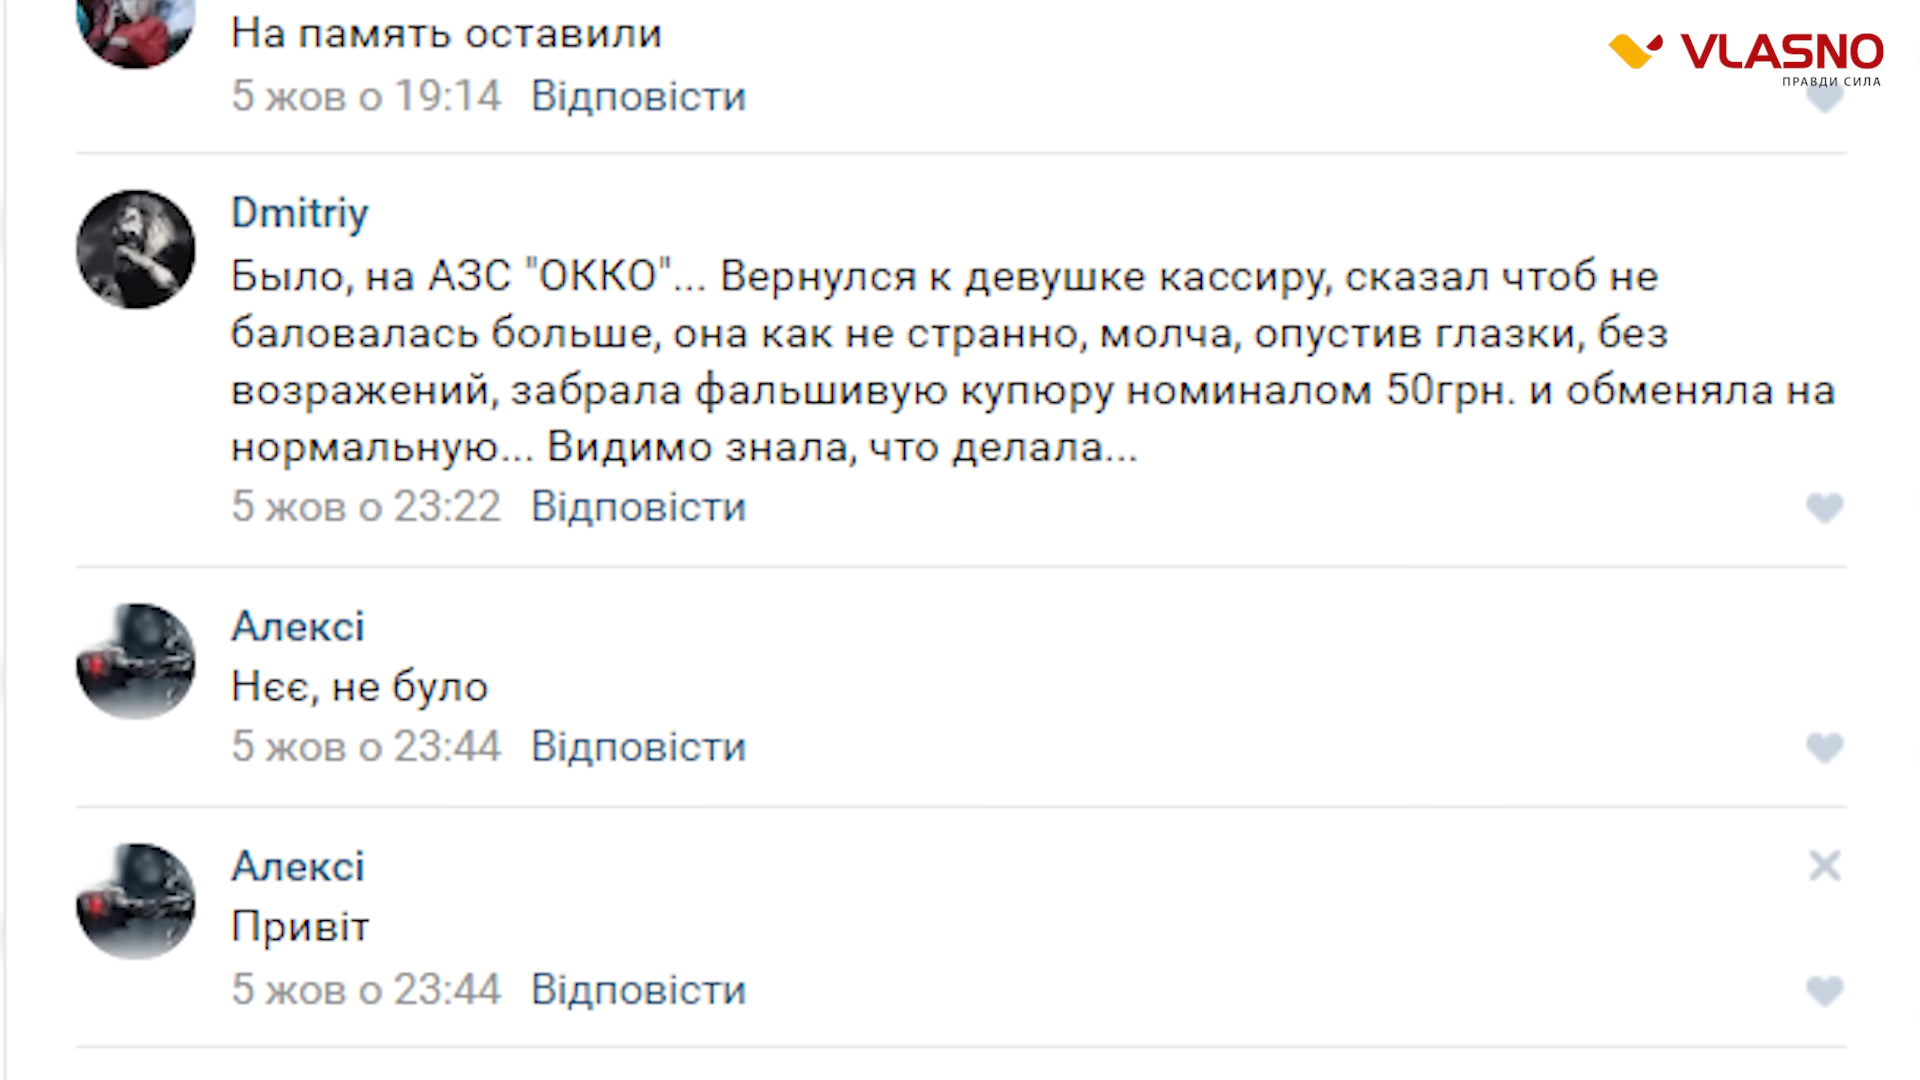 На память оставили
VLASNO
ПРАВДИ СИЛА
5 жов о 19:14 Відповісти
Dmitriy
Было, на АЗС "ОККО"... Вернулся к девушке кассиру, сказал чтоб не
баловалась больше, она как не странно, молча, опустив глазки, без
возражений, забрала фальшивую купюру номиналом 50грн. и обменяла на
нормальную... Видимо знала, что делала...
5 жов о 23:22 Відповісти
Алексі
Нєє, не було
5 жов о 23:44 Відповісти
Алексі
Привіт
5 жов о 23:44 Відповісти